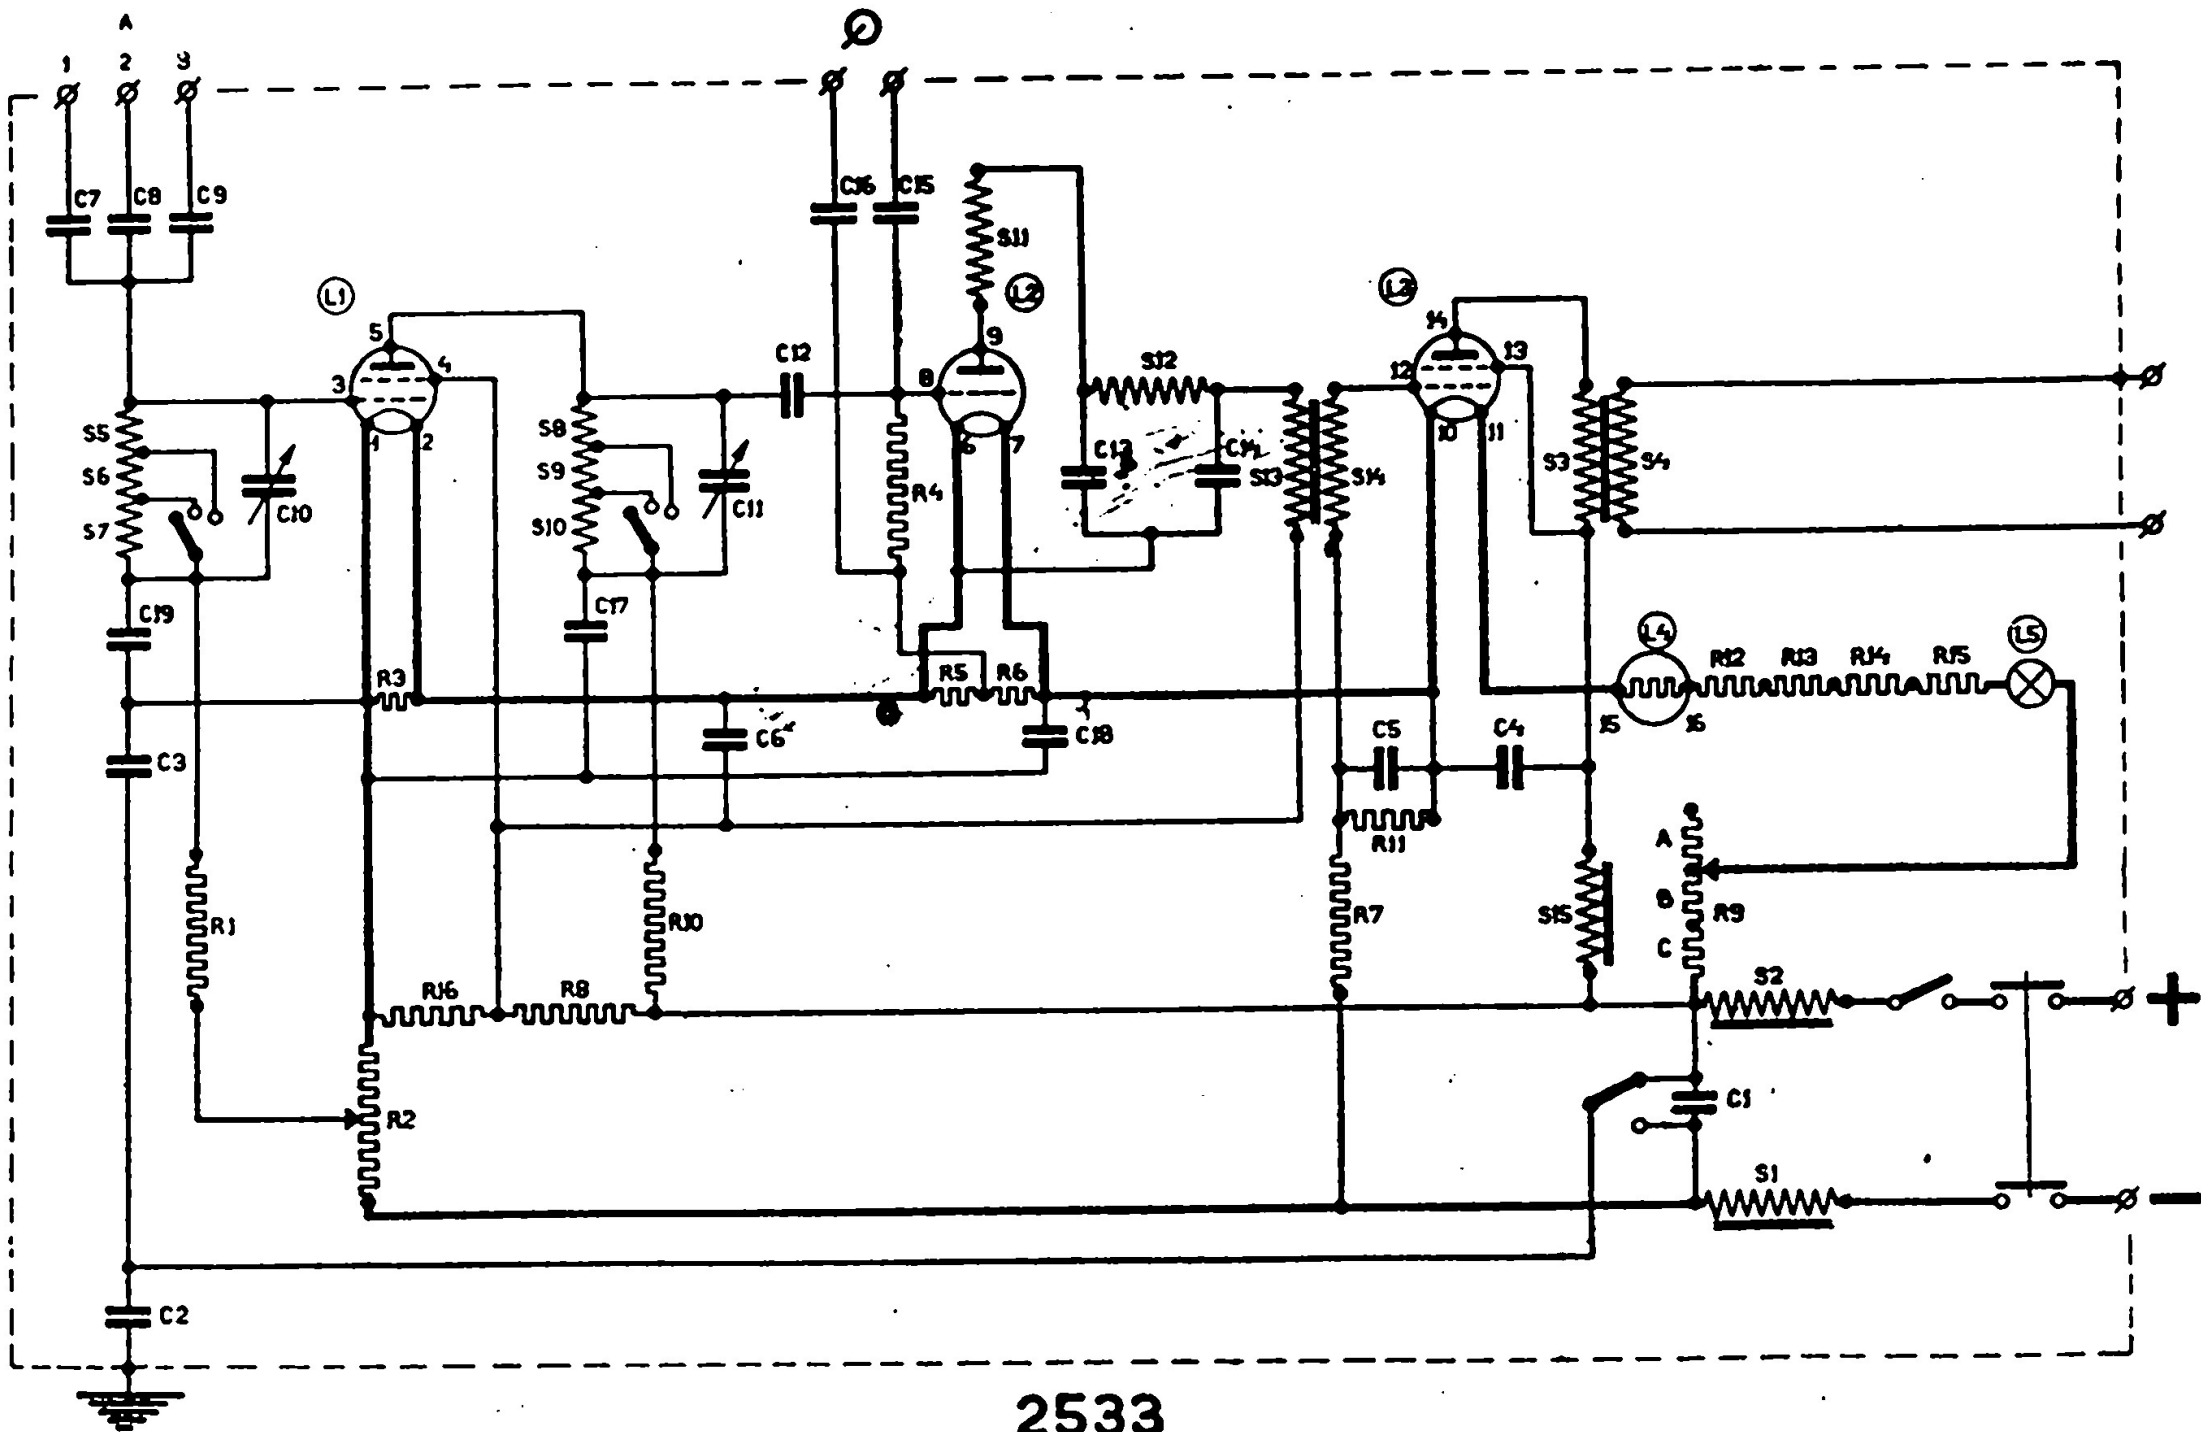 A
1 2 3
C7 C8 C9
C16 C15
S11
L1 L2 L3
5 4 3 1 2
C12
8 9 6 7
S12
14 13 12 10 11
S5 S6 S7
C10
S8 S9 S10
C11
R4
C13 C14
S13 S14
S3 S4
C19
C17
R3
R5 R6
L4
R12 R13 R14 R15
L5
15 16
C3
C6
C18
C5 C4
R11
R1
R10
R7
S15
A
B R9
C
R16 R8
S2
+
R2
C1
S1
−
C2
2533